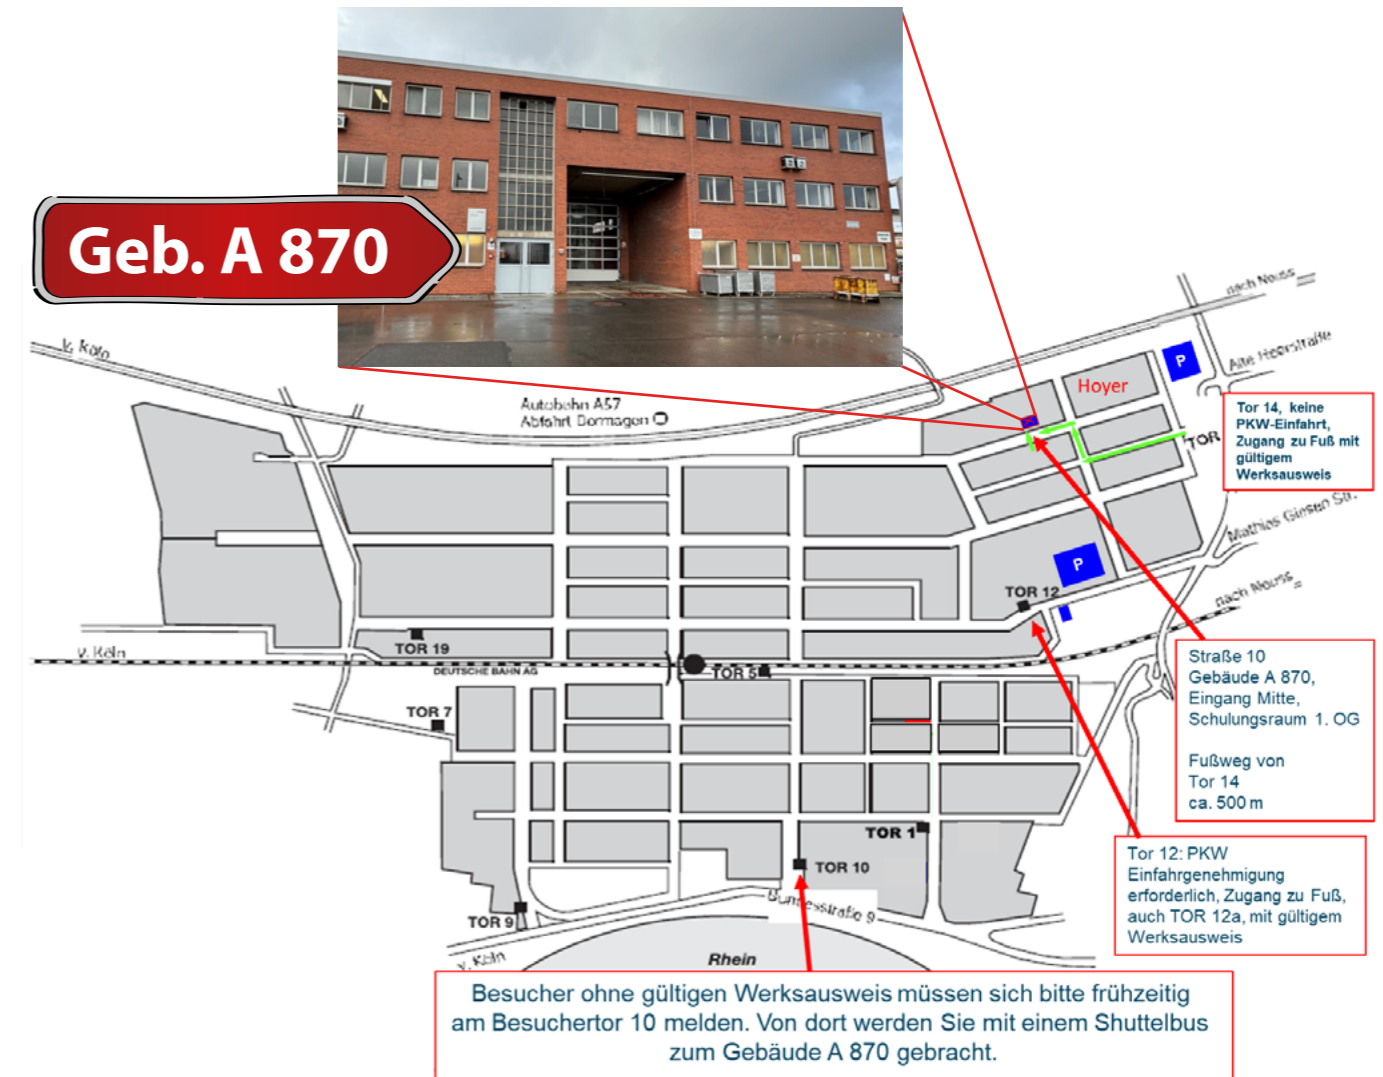 Geb. A 870
nach Neuss
v. Köln
Alte Heerstraße
P
Hoyer
Autobahn A57
Abfahrt Dormagen
Tor 14, keine
PKW-Einfahrt,
Zugang zu Fuß mit
gültigem
Werksausweis
TOR
Mathias Giesen Str.
P
TOR 12
nach Neuss
TOR 19
v. Köln
DEUTSCHE BAHN AG
TOR 5
Straße 10
Gebäude A 870,
Eingang Mitte,
Schulungsraum 1. OG
Fußweg von
Tor 14
ca. 500 m
TOR 7
TOR 1
TOR 10
Tor 12: PKW
Einfahrgenehmigung
erforderlich, Zugang zu Fuß,
auch TOR 12a, mit gültigem
Werksausweis
Bundesstraße 9
TOR 9
v. Köln
Rhein
Besucher ohne gültigen Werksausweis müssen sich bitte frühzeitig
am Besuchertor 10 melden. Von dort werden Sie mit einem Shuttelbus
zum Gebäude A 870 gebracht.